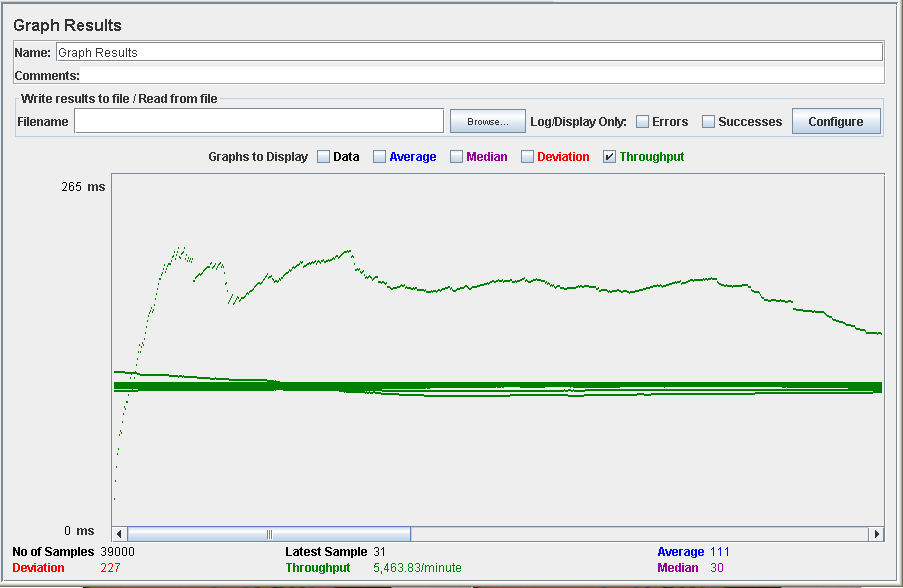 Graph Results
Name: Graph Results
Comments:
Write results to file / Read from file
Filename Browse... Log/Display Only: Errors Successes Configure
Graphs to Display Data Average Median Deviation Throughput
265 ms
0 ms
No of Samples 39000 Latest Sample 31 Average 111
Deviation 227 Throughput 5,463.83/minute Median 30